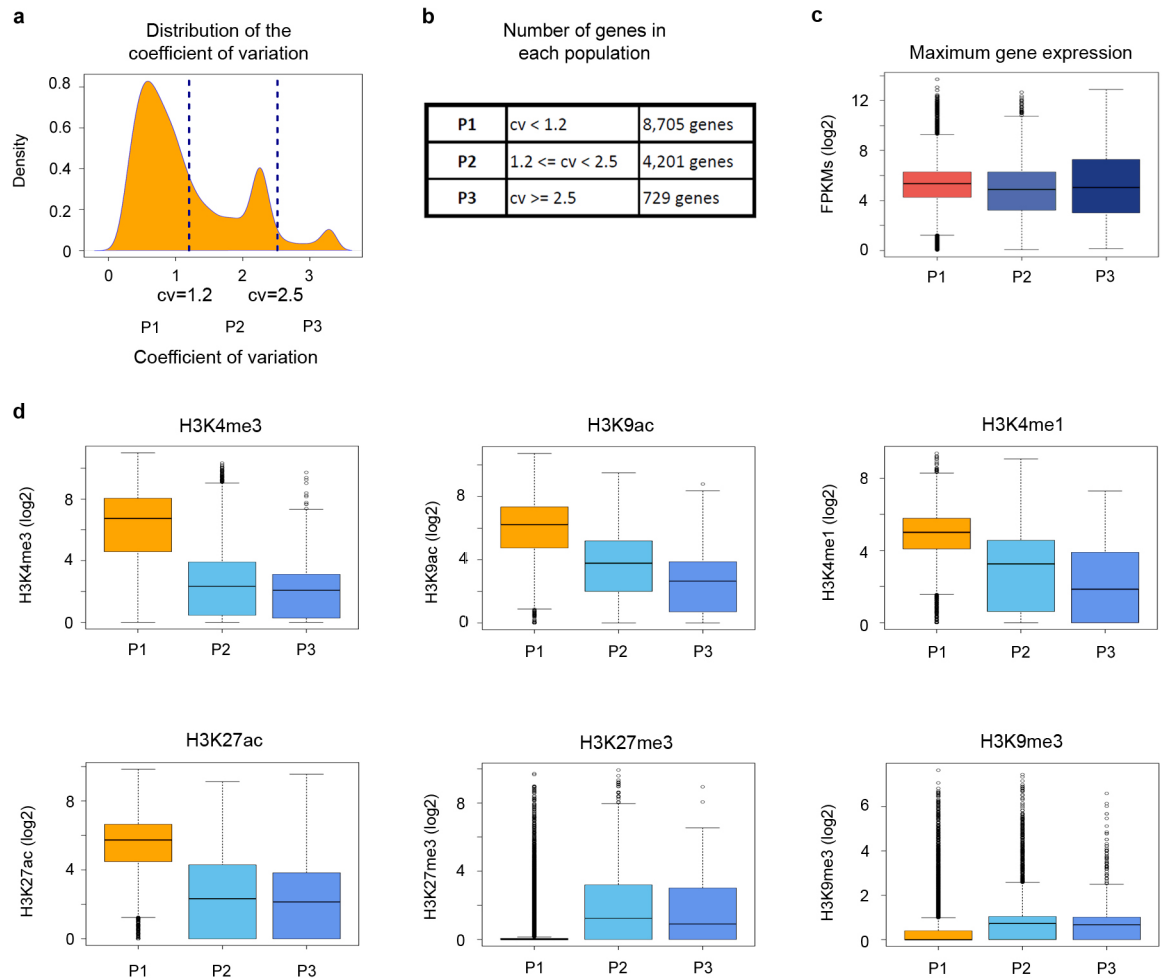 a
Distribution of the
coefficient of variation
Density
0.8
0.6
0.4
0.2
0
0 1 2 3
cv=1.2 cv=2.5
P1 P2 P3
Coefficient of variation
b
Number of genes in
each population
P1 cv < 1.2 8,705 genes
P2 1.2 <= cv < 2.5 4,201 genes
P3 cv >= 2.5 729 genes
c
Maximum gene expression
FPKMs (log2)
12
8
4
0
P1 P2 P3
d
H3K4me3
H3K4me3 (log2)
8
4
0
P1 P2 P3
H3K9ac
H3K9ac (log2)
8
4
0
P1 P2 P3
H3K4me1
H3K4me1 (log2)
8
4
0
P1 P2 P3
H3K27ac
H3K27ac (log2)
8
4
0
P1 P2 P3
H3K27me3
H3K27me3 (log2)
8
4
0
P1 P2 P3
H3K9me3
H3K9me3 (log2)
6
4
2
0
P1 P2 P3